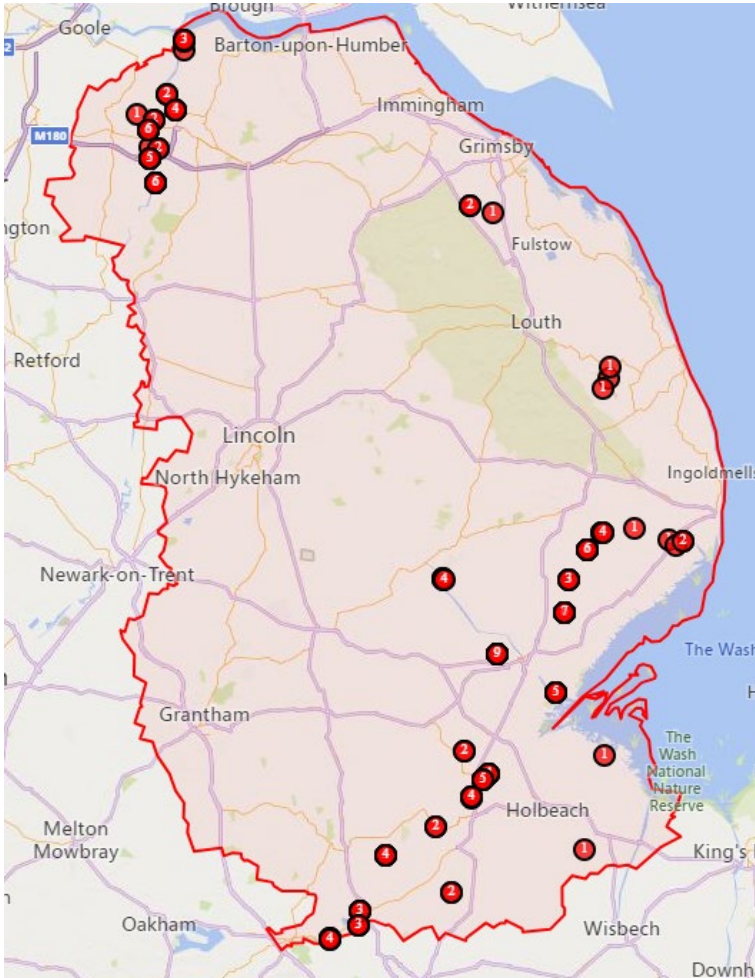 Brough
Withernsea
Goole
3
Barton-upon-Humber
2
4
1
2
Immingham
6
M180
2
5
Grimsby
6
2
1
Fulstow
Louth
Retford
1
1
Lincoln
North Hykeham
Ingoldmells
4
1
6
2
Newark-on-Trent
4
3
7
9
The Wash
5
Grantham
2
1
The
Wash
National
Nature
Reserve
5
4
Holbeach
2
Melton
Mowbray
4
1
King's
2
3
3
Oakham
4
Wisbech
Downh